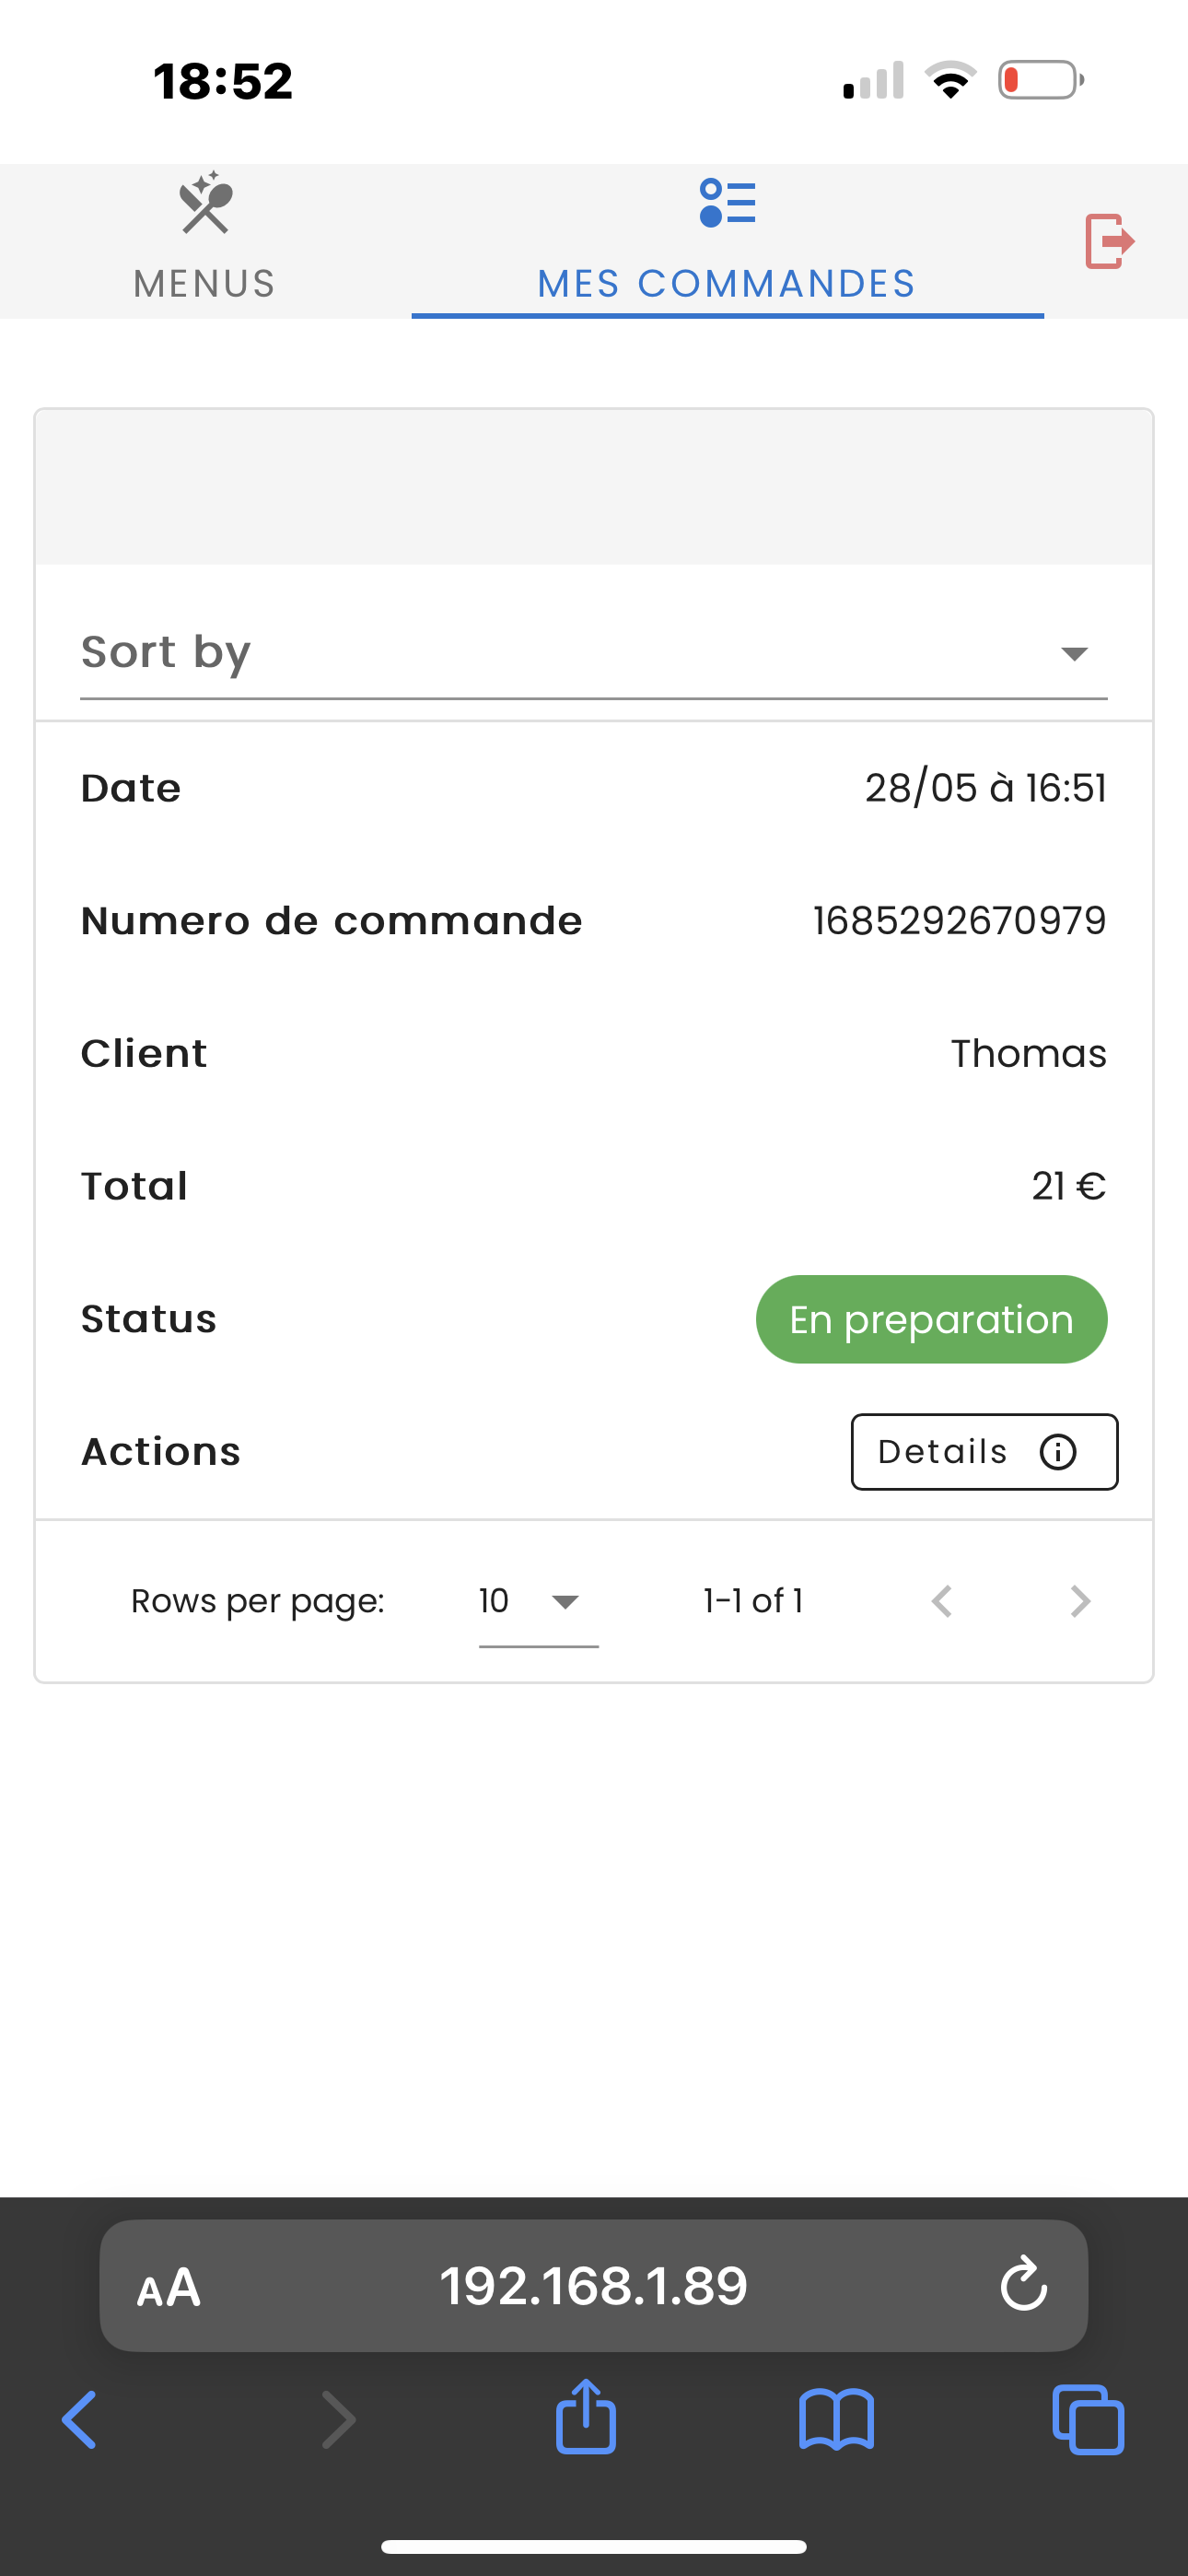 18:52
MENUS
MES COMMANDES
Sort by
Date 28/05 à 16:51
Numero de commande 1685292670979
Client Thomas
Total 21 €
Status En preparation
Actions Details
Rows per page: 10 1-1 of 1
AA 192.168.1.89